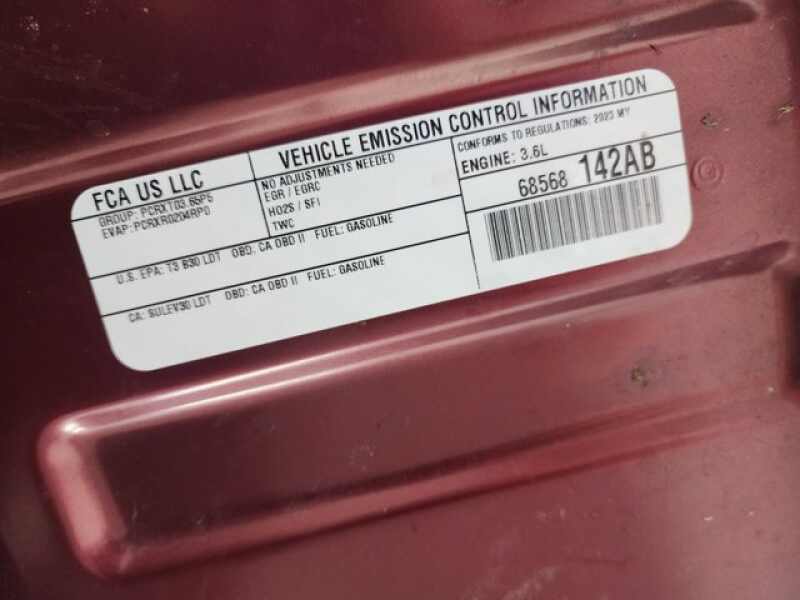 FCA US LLC
GROUP: PCRXT03.65P5
EVAP: PCRXR0204RP0
VEHICLE EMISSION CONTROL INFORMATION
NO ADJUSTMENTS NEEDED
EGR / EGRC
HO2S / SFI
TWC
CONFORMS TO REGULATIONS: 2023 MY
ENGINE: 3.6L
68568 142AB
U.S. EPA: T3 B30 LDT OBD: CA OBD II FUEL: GASOLINE
CA: SULEV30 LDT OBD: CA OBD II FUEL: GASOLINE